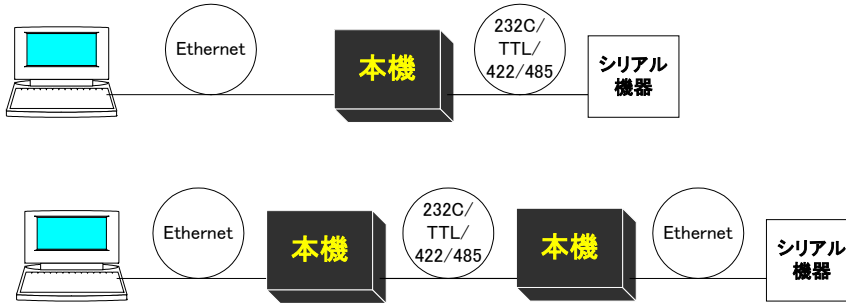 Ethernet
本機
232C/
TTL/
422/485
シリアル
機器
Ethernet
本機
232C/
TTL/
422/485
本機
Ethernet
シリアル
機器